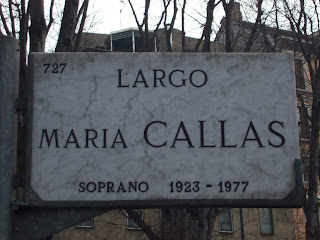 727
LARGO
MARIA CALLAS
SOPRANO 1923 - 1977